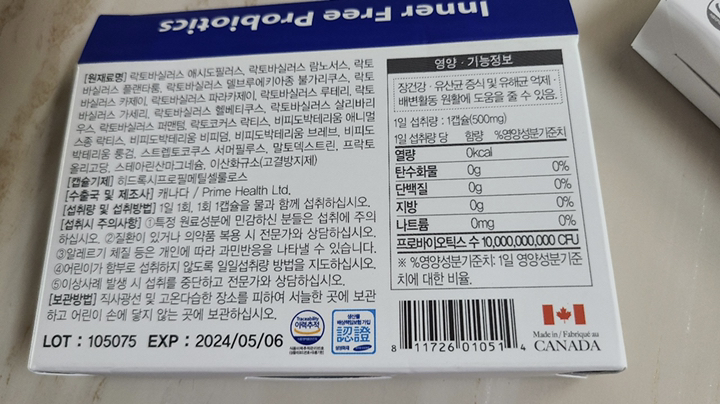 Inner Free Probiotics
[원재료명] 락토바실러스 애시도필러스, 락토바실러스 람노서스, 락토
바실러스 플랜타룸, 락토바실러스 델브루에키아종 불가리쿠스, 락토
바실러스 카제이, 락토바실러스 파라카제이, 락토바실러스 루테리, 락토
바실러스 가세리, 락토바실러스 헬베티쿠스, 락토바실러스 살리바리
우스, 락토바실러스 퍼맨텀, 락토코커스 락티스, 비피도박테리움 애니멀
리스종 락티스, 비피도박테리움 비피덤, 비피도박테리움 브레브, 비피도
박테리움 롱검, 스트렙토코쿠스 서머필루스, 말토덱스트린, 프락토
올리고당, 스테아린산마그네슘, 이산화규소(고결방지제)
[캡슐기제] 히드록시프로필메틸셀룰로스
[수출국 및 제조사] 캐나다 / Prime Health Ltd.
[섭취량 및 섭취방법] 1일 1회, 1회 1캡슐을 물과 함께 섭취하십시오.
[섭취시 주의사항] ①특정 원료성분에 민감하신 분들은 섭취에 주의
하십시오. ②질환이 있거나 의약품 복용 시 전문가와 상담하십시오.
③알레르기 체질 등은 개인에 따라 과민반응을 나타낼 수 있습니다.
④어린이가 함부로 섭취하지 않도록 일일섭취량 방법을 지도하십시오.
⑤이상사례 발생 시 섭취를 중단하고 전문가와 상담하십시오.
[보관방법] 직사광선 및 고온다습한 장소를 피하여 서늘한 곳에 보관
하고 어린이 손에 닿지 않는 곳에 보관하십시오.
LOT : 105075 EXP : 2024/05/06
Traceability
이력추적
생산물
배상책임보험 가입
認證
영양 · 기능정보
장건강 · 유산균 증식 및 유해균 억제 ·
배변활동 원활에 도움을 줄 수 있음.
1일 섭취량 : 1캡슐(500mg)
1일 섭취량 당 함량 %영양성분기준치
열량 0kcal
탄수화물 0g 0%
단백질 0g 0%
지방 0g 0%
나트륨 0mg 0%
프로바이오틱스 수 10,000,000,000 CFU
※ %영양성분기준치: 1일 영양성분기준
치에 대한 비율.
8 11726 01051 4
Made in / Fabriqué au
CANADA